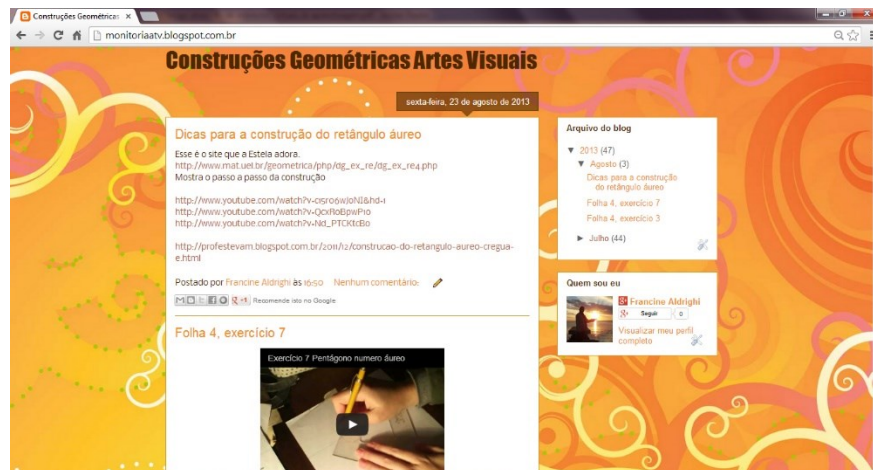 Construções Geométricas
monitoriaatv.blogspot.com.br
Construções Geométricas Artes Visuais
sexta-feira, 23 de agosto de 2013
Dicas para a construção do retângulo áureo
Esse é o site que a Estela adora.
http://www.mat.uel.br/geometrica/php/dg_ex_re/dg_ex_re4.php
Mostra o passo a passo da construção
http://www.youtube.com/watch?v=
http://www.youtube.com/watch?v=
http://www.youtube.com/watch?v=Nd_PTCKtcBo
http://profestevam.blogspot.com.br/2011/12/construcao-do-retangulo-aureo-cregua-
e.html
Postado por Francine Aldrighi às 16:50 Nenhum comentário:
+1 Recomende isto no Google
Folha 4, exercício 7
Exercício 7 Pentágono numero áureo
Arquivo do blog
▼ 2013 (47)
▼ Agosto (3)
Dicas para a construção
do retângulo áureo
Folha 4, exercício 7
Folha 4, exercício 3
► Julho (44)
Quem sou eu
Francine Aldrighi
Seguir 0
Visualizar meu perfil
completo